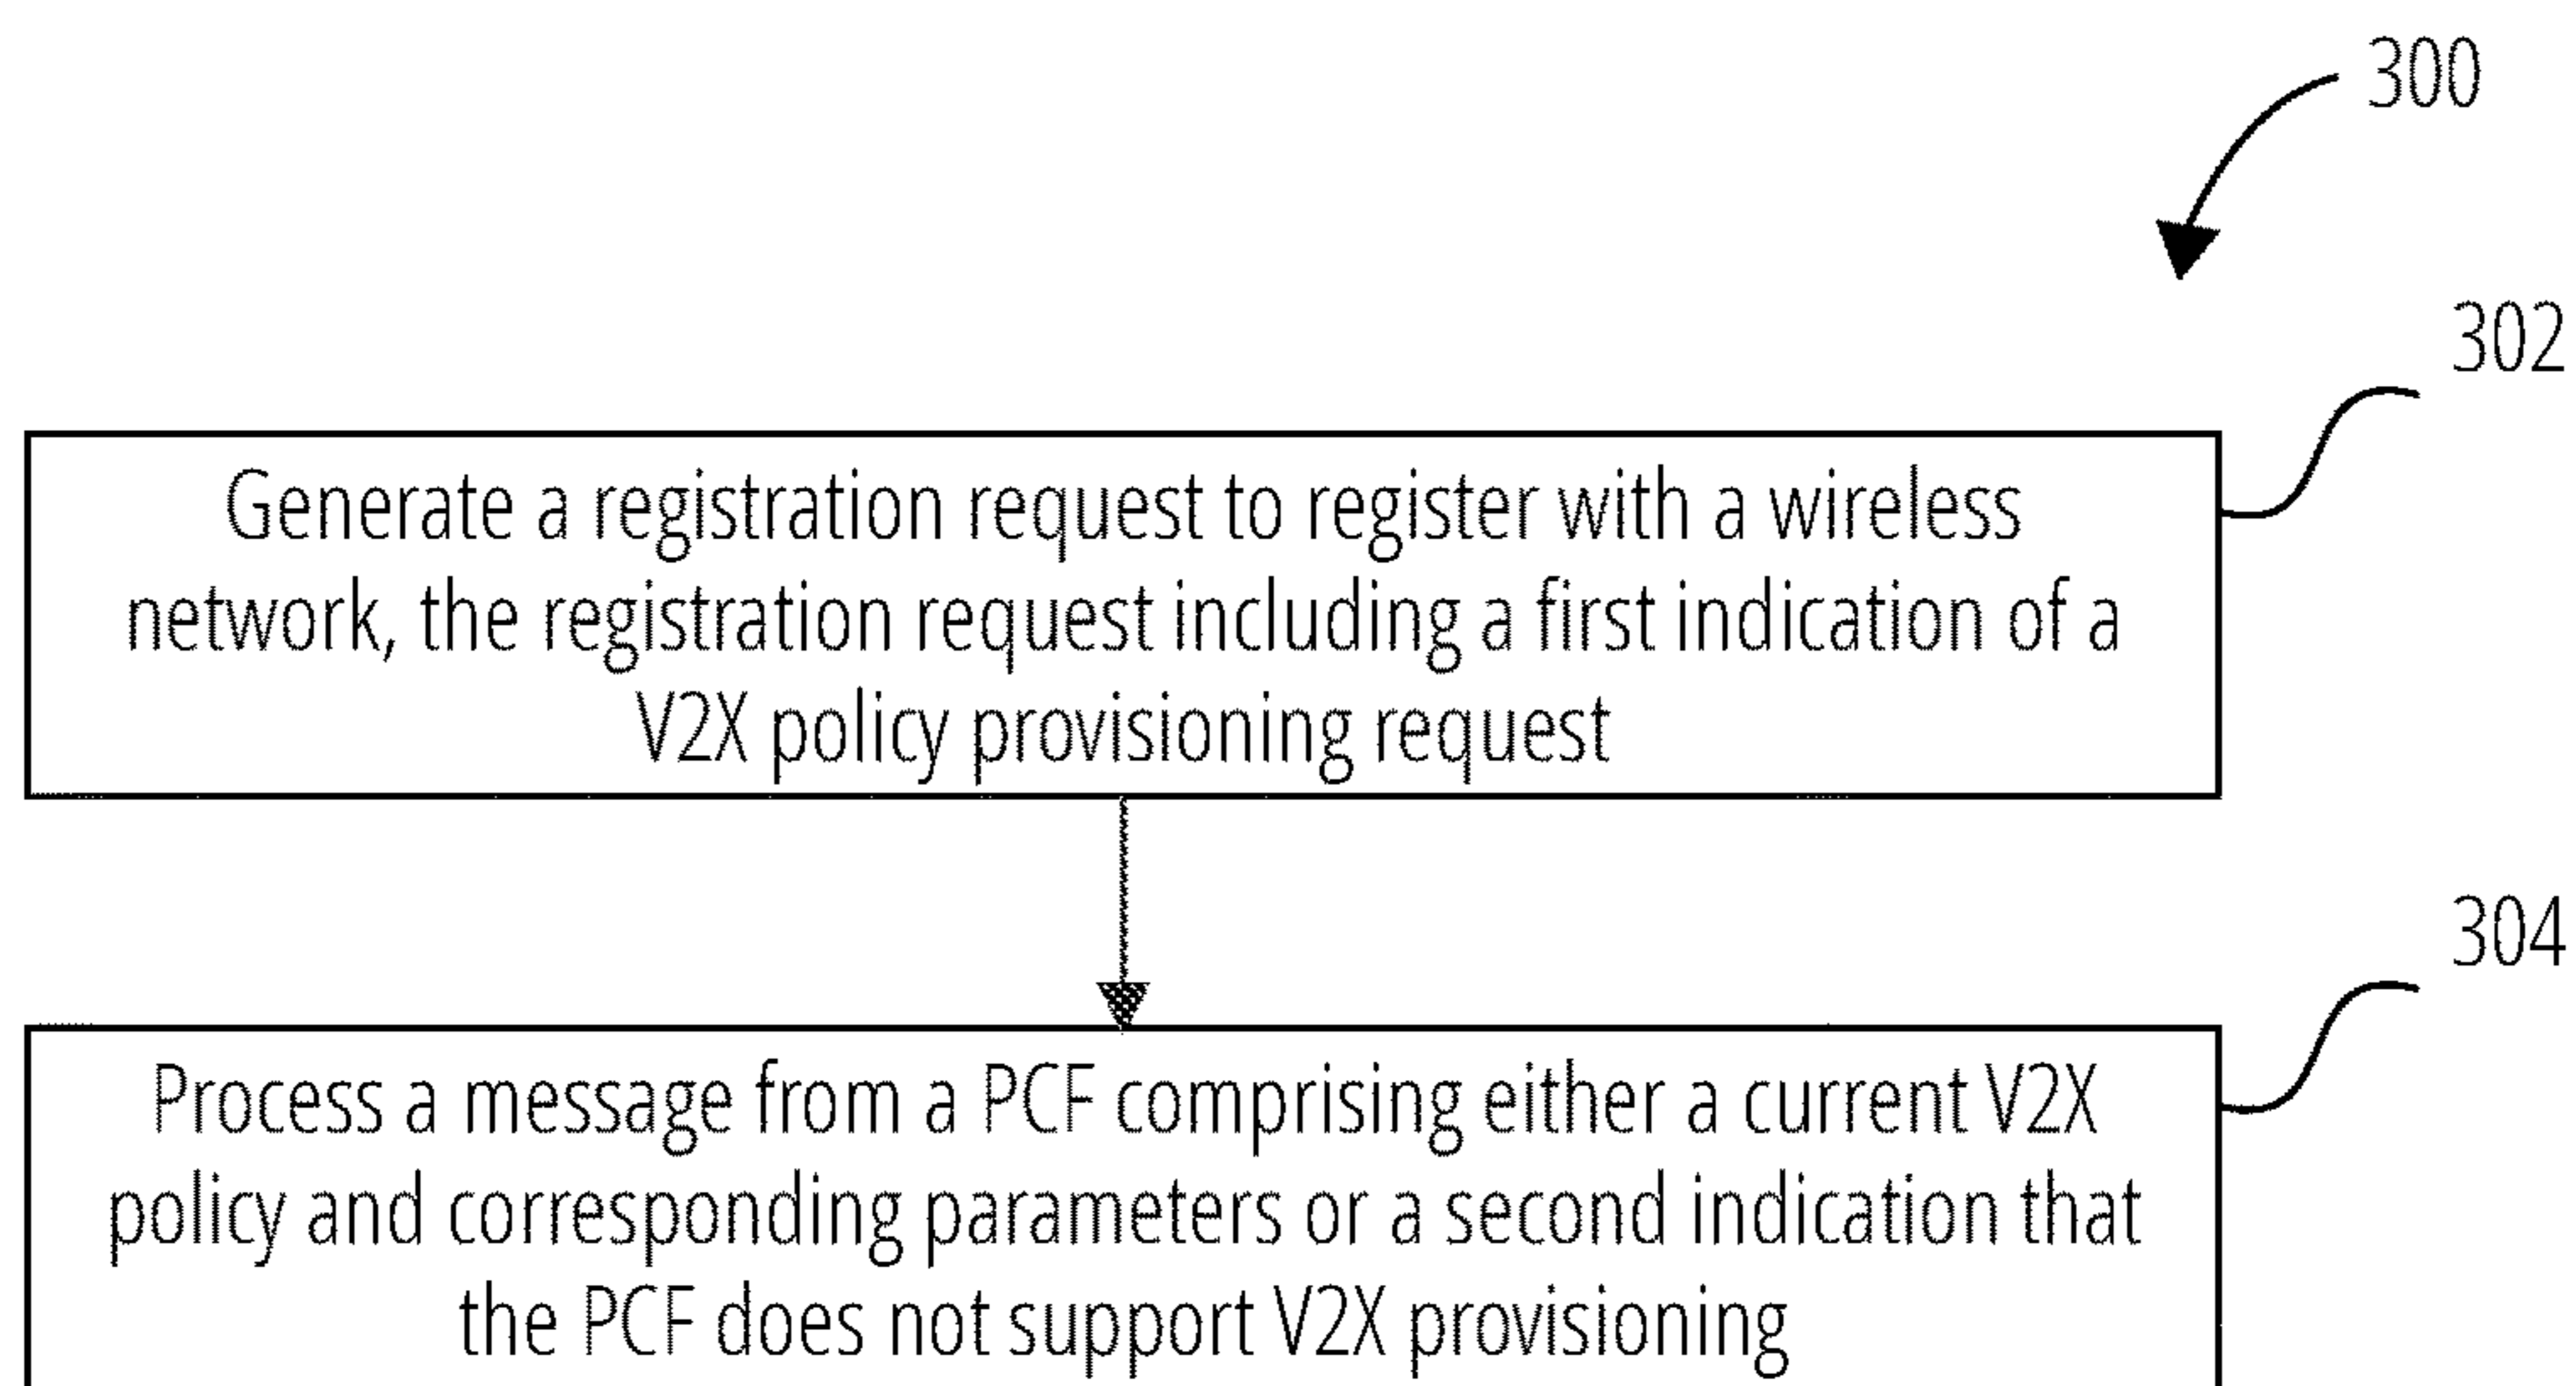 300
302
Generate a registration request to register with a wireless
network, the registration request including a first indication of a
V2X policy provisioning request
304
Process a message from a PCF comprising either a current V2X
policy and corresponding parameters or a second indication that
the PCF does not support V2X provisioning